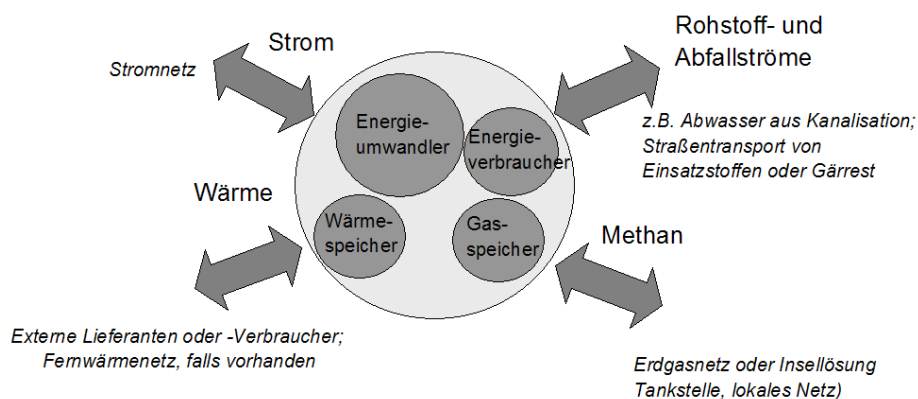 Strom
Stromnetz
Rohstoff- und
Abfallströme
z.B. Abwasser aus Kanalisation;
Straßentransport von
Einsatzstoffen oder Gärrest
Energie-
umwandler
Energie-
verbraucher
Wärme
Wärme-
speicher
Gas-
speicher
Methan
Externe Lieferanten oder -Verbraucher;
Fernwärmenetz, falls vorhanden
Erdgasnetz oder Insellösung
Tankstelle, lokales Netz)